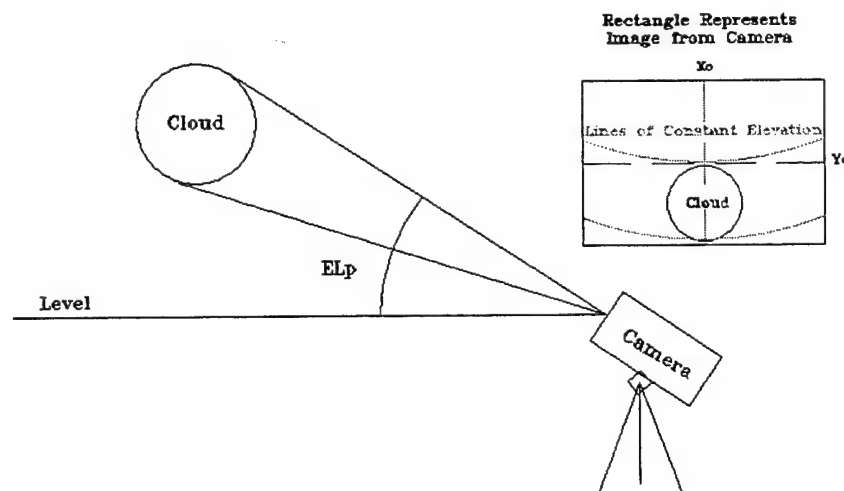 Rectangle Represents
Image from Camera
Xo
Cloud
Lines of Constant Elevation
Yo
Cloud
ELp
Level
Camera